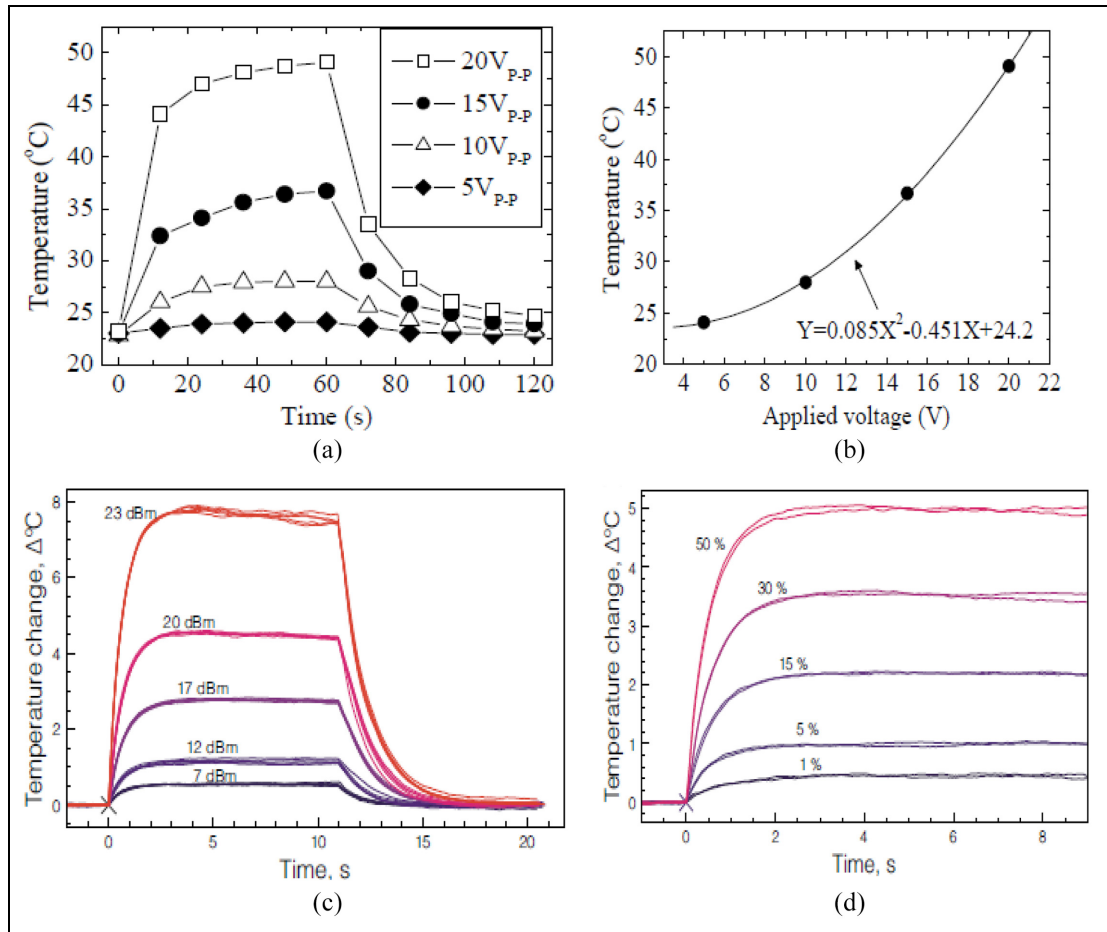 50
45
40
35
30
25
20
Temperature (°C)
20V_P-P
15V_P-P
10V_P-P
5V_P-P
0 20 40 60 80 100 120
Time (s)
(a)
50
45
40
35
30
25
20
Temperature (°C)
Y=0.085X²-0.451X+24.2
4 6 8 10 12 14 16 18 20 22
Applied voltage (V)
(b)
8
6
4
2
0
Temperature change, Δ°C
23 dBm
20 dBm
17 dBm
12 dBm
7 dBm
0 5 10 15 20
Time, s
(c)
5
4
3
2
1
0
Temperature change, Δ°C
50 %
30 %
15 %
5 %
1 %
0 2 4 6 8
Time, s
(d)